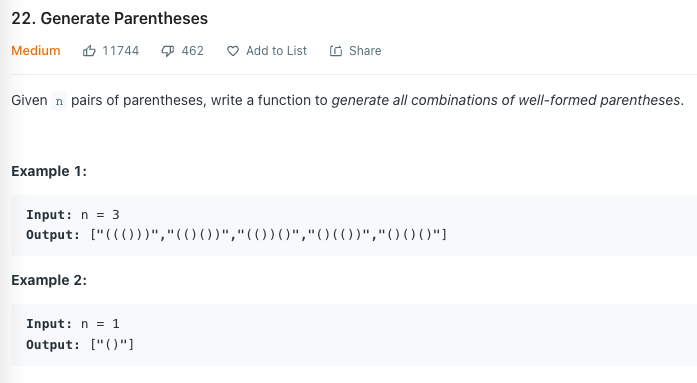 22. Generate Parentheses
Medium 11744 462 Add to List Share
Given n pairs of parentheses, write a function to generate all combinations of well-formed parentheses.
Example 1:
Input: n = 3
Output: ["((()))","(()())","(())()","()(())","()()()"]
Example 2:
Input: n = 1
Output: ["()"]